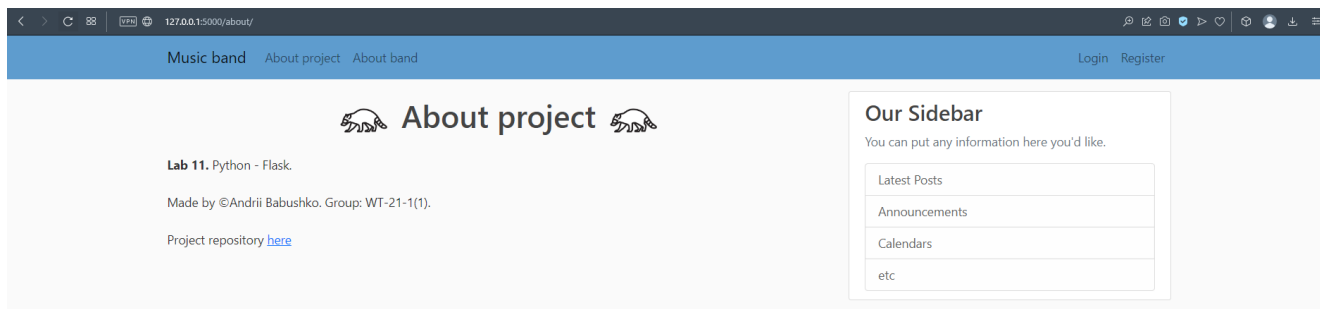 VPN 127.0.0.1:5000/about/
Music band About project About band Login Register
About project
Lab 11. Python - Flask.
Made by ©Andrii Babushko. Group: WT-21-1(1).
Project repository here
Our Sidebar
You can put any information here you'd like.
Latest Posts
Announcements
Calendars
etc